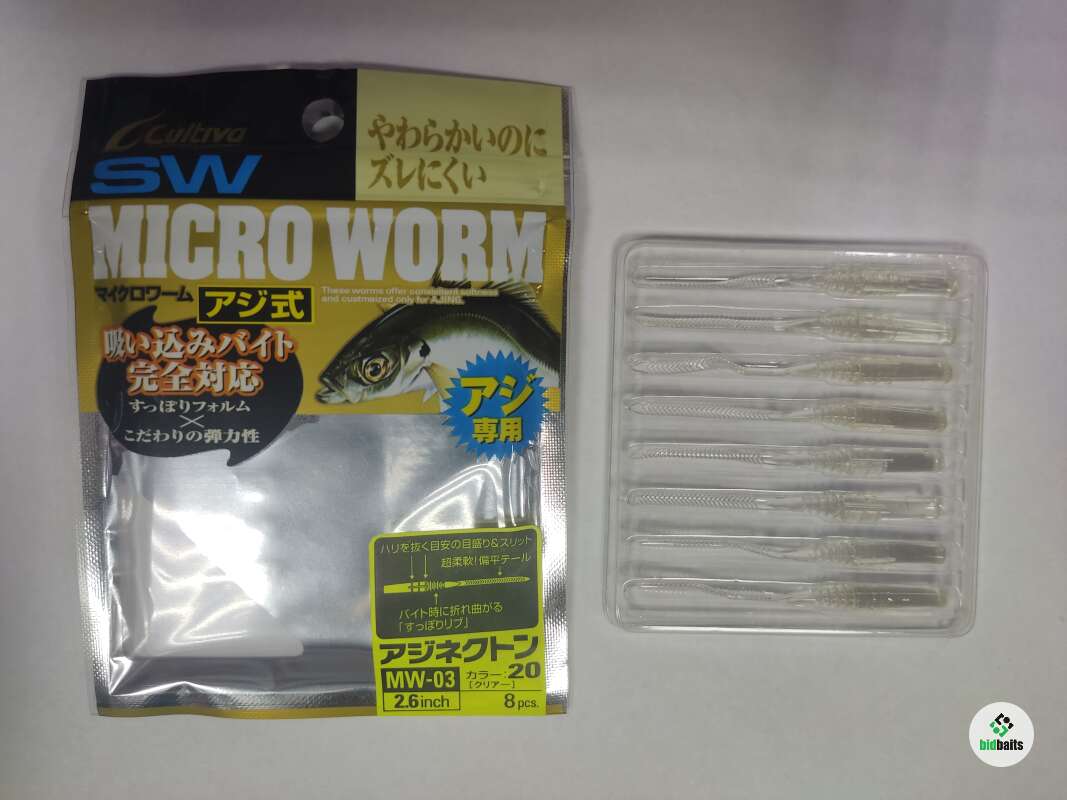 Cultiva
SW
やわらかいのに
ズレにくい
MICRO WORM
マイクロワーム
アジ式
These worms offer consistent softness
and custmaized only for AJING.
吸い込みバイト
完全対応
すっぽりフォルム
×
こだわりの弾力性
アジ
専用
ハリを抜く目安の目盛り&スリット
超柔軟!偏平テール
バイト時に折れ曲がる
「すっぽりリブ」
アジネクトン
MW-03
カラー:20
[クリアー]
2.6inch
8pcs.
bidbaits